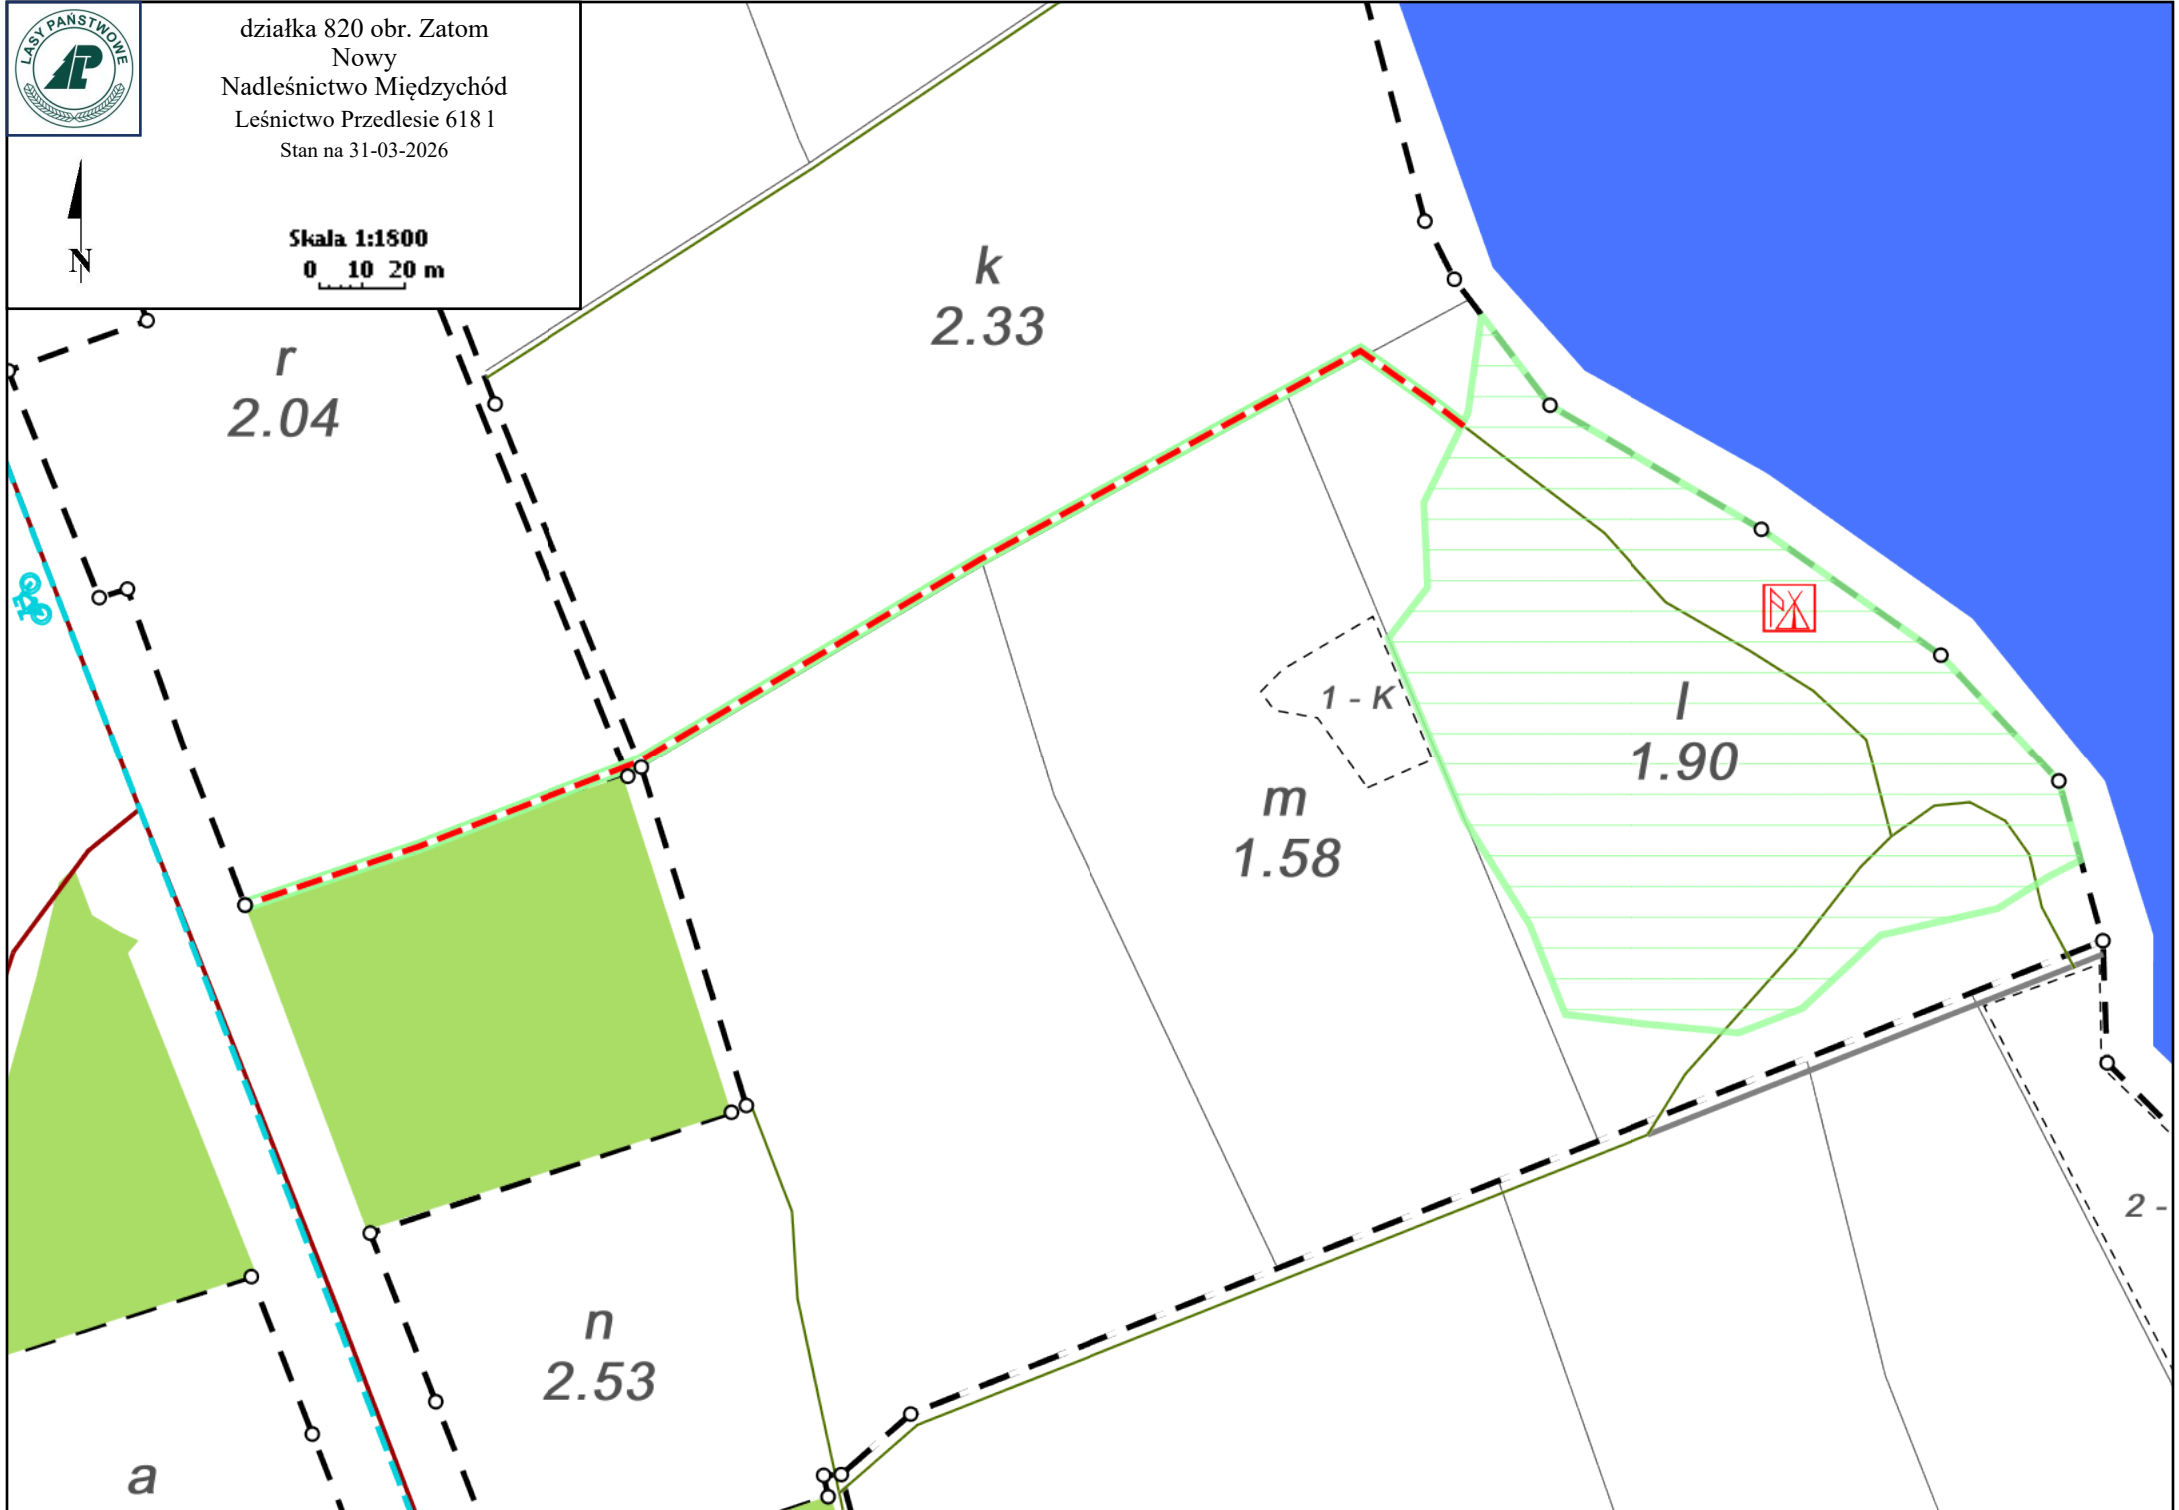 LASY PAŃSTWOWE
działka 820 obr. Zatom
Nowy
Nadleśnictwo Międzychód
Leśnictwo Przedlesie 618 l
Stan na 31-03-2026
N
Skala 1:1800
0 10 20 m
k
2.33
r
2.04
1 - K
l
1.90
m
1.58
2 -
n
2.53
a